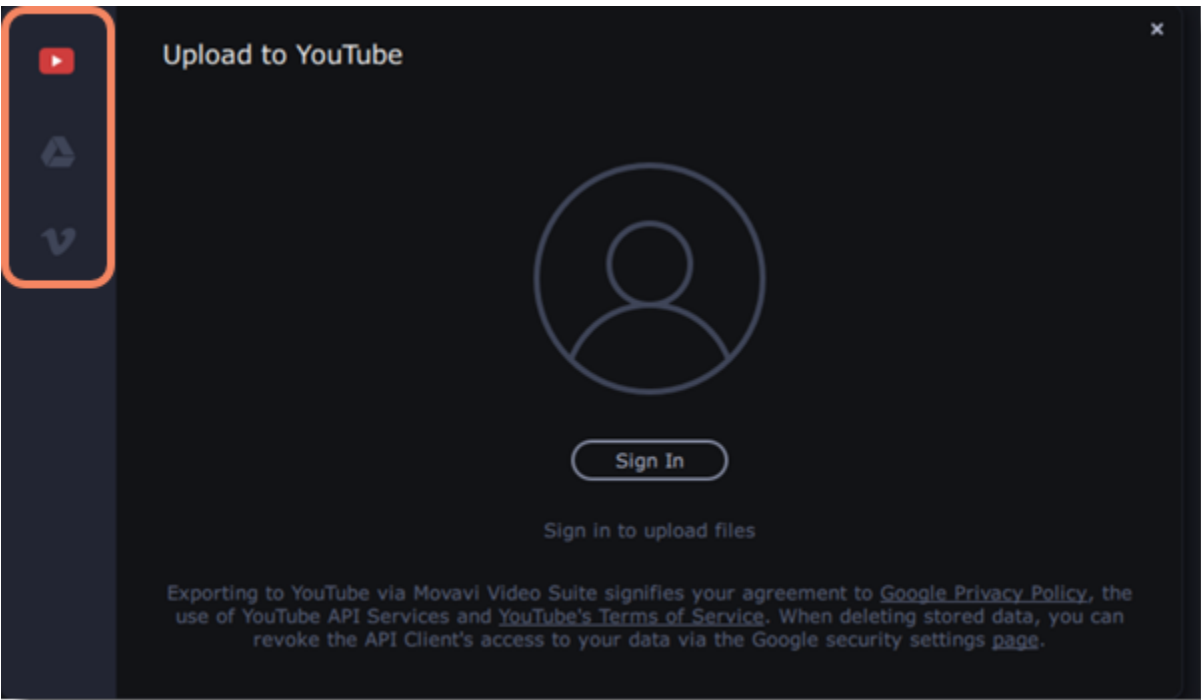 Upload to YouTube
Sign In
Sign in to upload files
Exporting to YouTube via Movavi Video Suite signifies your agreement to Google Privacy Policy, the
use of YouTube API Services and YouTube's Terms of Service. When deleting stored data, you can
revoke the API Client's access to your data via the Google security settings page.